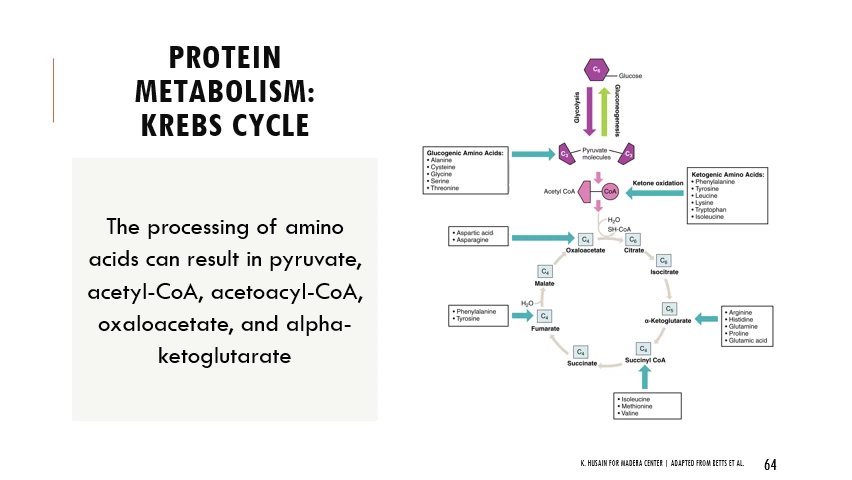 PROTEIN
METABOLISM:
KREBS CYCLE
The processing of amino
acids can result in pyruvate,
acetyl-CoA, acetoacyl-CoA,
oxaloacetate, and alpha-
ketoglutarate
C₆
Glucose
Glycolysis
Gluconeogenesis
Glucogenic Amino Acids:
• Alanine
• Cysteine
• Glycine
• Serine
• Threonine
C₃
Pyruvate
molecules
C₃
Acetyl CoA
CoA
Ketone oxidation
Ketogenic Amino Acids:
• Phenylalanine
• Tyrosine
• Leucine
• Lysine
• Tryptophan
• Isoleucine
H₂O
SH-CoA
• Aspartic acid
• Asparagine
C₄
Oxaloacetate
C₆
Citrate
C₆
Isocitrate
C₄
Malate
H₂O
• Phenylalanine
• Tyrosine
C₄
Fumarate
C₅
α-Ketoglutarate
• Arginine
• Histidine
• Glutamine
• Proline
• Glutamic acid
C₄
Succinate
C₄
Succinyl CoA
• Isoleucine
• Methionine
• Valine
K. HUSAIN FOR MADERA CENTER | ADAPTED FROM BETTS ET AL.
64